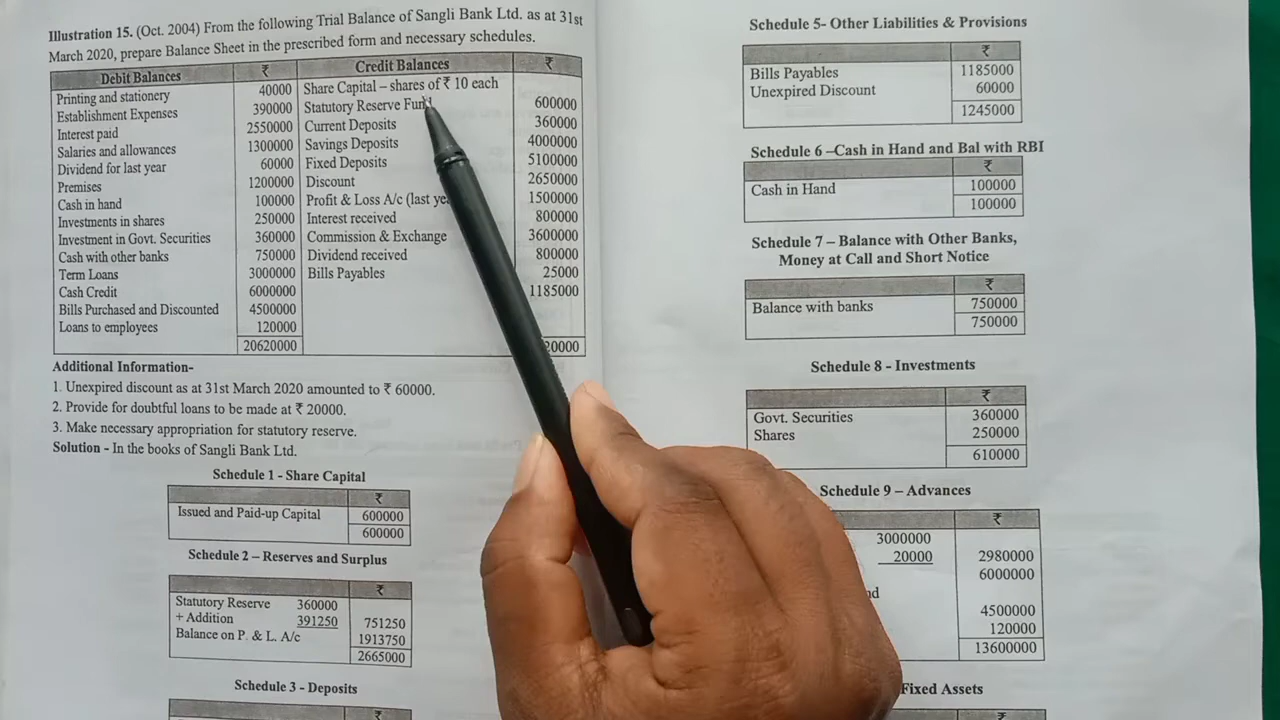 Illustration 15. (Oct. 2004) From the following Trial Balance of Sangli Bank Ltd. as at 31st
March 2020, prepare Balance Sheet in the prescribed form and necessary schedules.
Debit Balances ₹ Credit Balances ₹
Printing and stationery 40000 Share Capital – shares of ₹ 10 each 600000
Establishment Expenses 390000 Statutory Reserve Fund 360000
Interest paid 2550000 Current Deposits 4000000
Salaries and allowances 1300000 Savings Deposits 5100000
Dividend for last year 60000 Fixed Deposits 2650000
Premises 1200000 Discount 1500000
Cash in hand 100000 Profit & Loss A/c (last 800000
Investments in shares 250000 Interest received 3600000
Investment in Govt. Securities 360000 Commission & Exchange 800000
Cash with other banks 750000 Dividend received 25000
Term Loans 3000000 Bills Payables 1185000
Cash Credit 6000000
Bills Purchased and Discounted 4500000
Loans to employees 120000
20620000 20000
Additional Information-
1. Unexpired discount as at 31st March 2020 amounted to ₹ 60000.
2. Provide for doubtful loans to be made at ₹ 20000.
3. Make necessary appropriation for statutory reserve.
Solution - In the books of Sangli Bank Ltd.
Schedule 1 - Share Capital
₹
Issued and Paid-up Capital 600000
600000
Schedule 2 – Reserves and Surplus
₹
Statutory Reserve 360000
+ Addition 391250 751250
Balance on P. & L. A/c 1913750
2665000
Schedule 3 - Deposits
₹
Schedule 5- Other Liabilities & Provisions
₹
Bills Payables 1185000
Unexpired Discount 60000
1245000
Schedule 6 –Cash in Hand and Bal with RBI
₹
Cash in Hand 100000
100000
Schedule 7 – Balance with Other Banks,
Money at Call and Short Notice
₹
Balance with banks 750000
750000
Schedule 8 - Investments
₹
Govt. Securities 360000
Shares 250000
610000
Schedule 9 – Advances
₹
3000000
20000 2980000
6000000
4500000
120000
13600000
Fixed Assets
₹